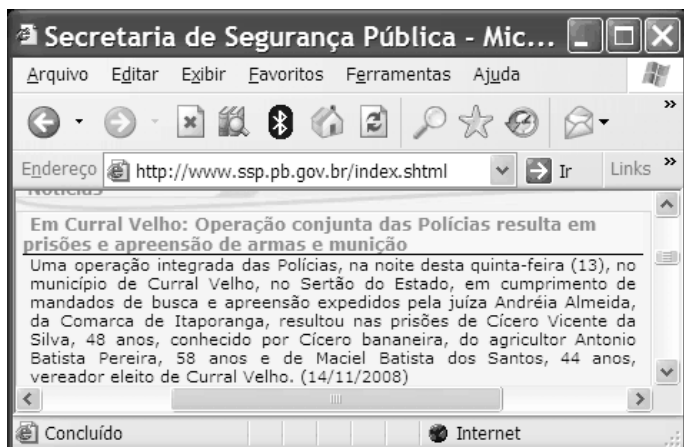 Secretaria de Segurança Pública - Mic...
Arquivo Editar Exibir Favoritos Ferramentas Ajuda
Endereço http://www.ssp.pb.gov.br/index.shtml Ir Links
Notícias
Em Curral Velho: Operação conjunta das Polícias resulta em
prisões e apreensão de armas e munição
Uma operação integrada das Polícias, na noite desta quinta-feira (13), no
município de Curral Velho, no Sertão do Estado, em cumprimento de
mandados de busca e apreensão expedidos pela juíza Andréia Almeida,
da Comarca de Itaporanga, resultou nas prisões de Cícero Vicente da
Silva, 48 anos, conhecido por Cícero bananeira, do agricultor Antonio
Batista Pereira, 58 anos e de Maciel Batista dos Santos, 44 anos,
vereador eleito de Curral Velho. (14/11/2008)
Concluído Internet